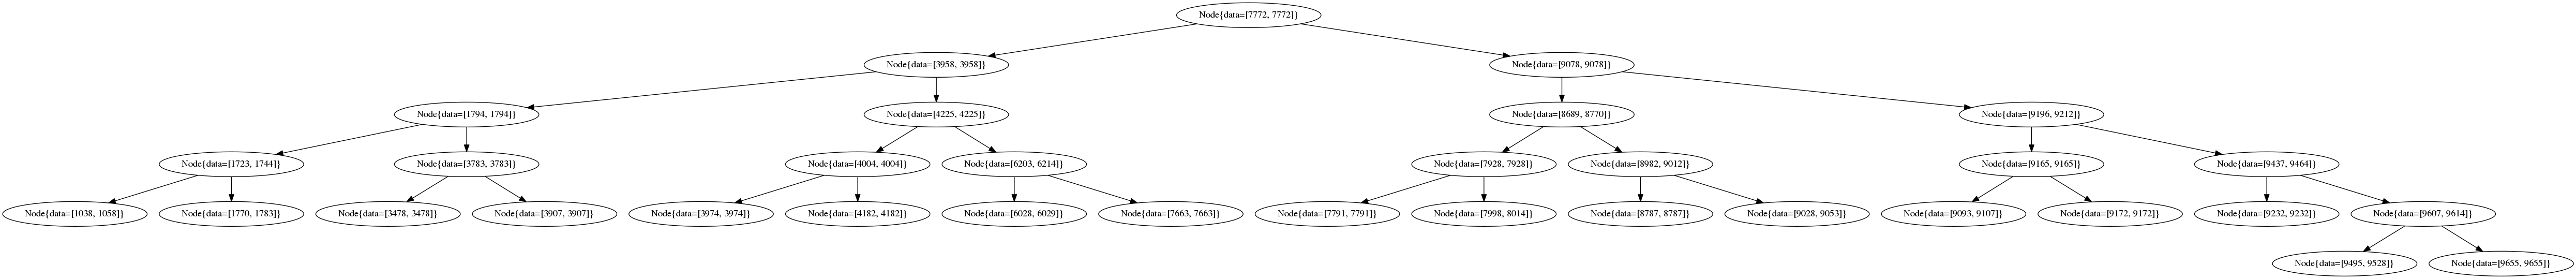 Node{data=[7772, 7772]}
Node{data=[3958, 3958]}
Node{data=[9078, 9078]}
Node{data=[1794, 1794]}
Node{data=[4225, 4225]}
Node{data=[8689, 8770]}
Node{data=[9196, 9212]}
Node{data=[1723, 1744]}
Node{data=[3783, 3783]}
Node{data=[4004, 4004]}
Node{data=[6203, 6214]}
Node{data=[7928, 7928]}
Node{data=[8982, 9012]}
Node{data=[9165, 9165]}
Node{data=[9437, 9464]}
Node{data=[1038, 1058]}
Node{data=[1770, 1783]}
Node{data=[3478, 3478]}
Node{data=[3907, 3907]}
Node{data=[3974, 3974]}
Node{data=[4182, 4182]}
Node{data=[6028, 6029]}
Node{data=[7663, 7663]}
Node{data=[7791, 7791]}
Node{data=[7998, 8014]}
Node{data=[8787, 8787]}
Node{data=[9028, 9053]}
Node{data=[9093, 9107]}
Node{data=[9172, 9172]}
Node{data=[9232, 9232]}
Node{data=[9607, 9614]}
Node{data=[9495, 9528]}
Node{data=[9655, 9655]}